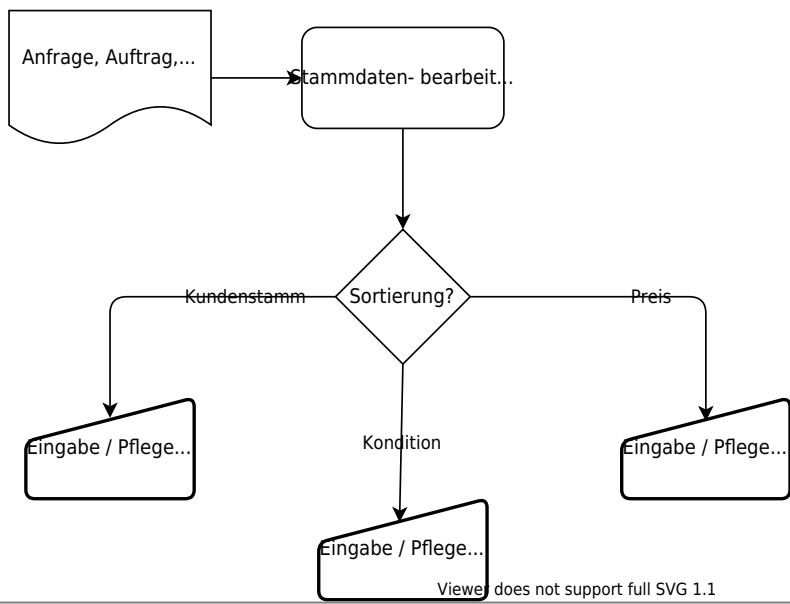 Anfrage, Auftrag,...
Stammdaten- bearbeit...
Sortierung?
Kundenstamm
Preis
Kondition
Eingabe / Pflege...
Eingabe / Pflege...
Eingabe / Pflege...
Viewer does not support full SVG 1.1